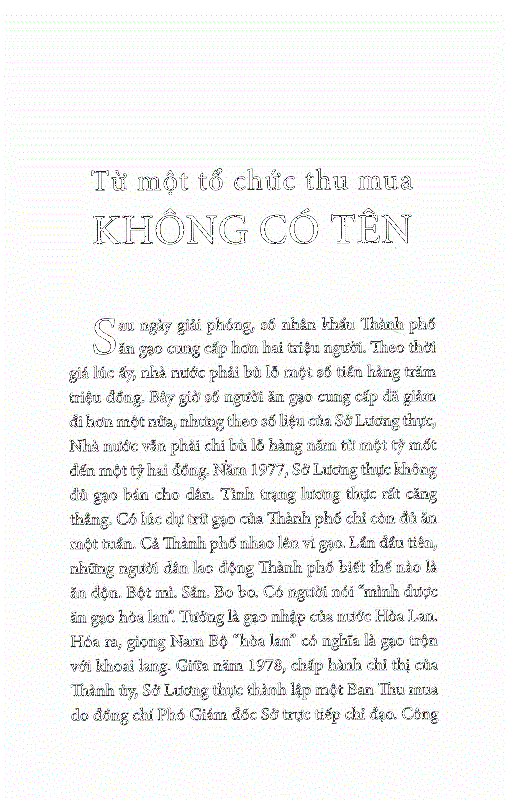 Từ một tổ chức thu mua
KHÔNG CÓ TÊN
Sau ngày giải phóng, số nhân khẩu Thành phố
ăn gạo cung cấp hơn hai triệu người. Theo thời
giá lúc ấy, nhà nước phải bù lỗ một số tiền hàng trăm
triệu đồng. Bây giờ số người ăn gạo cung cấp đã giảm
đi hơn một nửa, nhưng theo số liệu của Sở Lương thực,
Nhà nước vẫn phải chi bù lỗ hàng năm từ một tỷ mốt
đến một tỷ hai đồng. Năm 1977, Sở Lương thực không
đủ gạo bán cho dân. Tình trạng lương thực rất căng
thẳng. Có lúc dự trữ gạo của Thành phố chỉ còn đủ ăn
một tuần. Cả Thành phố nhao lên vì gạo. Lần đầu tiên,
những người dân lao động Thành phố biết thế nào là
ăn độn. Bột mì. Sắn. Bo bo. Có người nói “mình được
ăn gạo hòa lan”. Tưởng là gạo nhập của nước Hòa Lan.
Hóa ra, giọng Nam Bộ “hòa lan” có nghĩa là gạo trộn
với khoai lang. Giữa năm 1978, chấp hành chỉ thị của
Thành ủy, Sở Lương thực thành lập một Ban Thu mua
do đồng chí Phó Giám đốc Sở trực tiếp chỉ đạo. Công